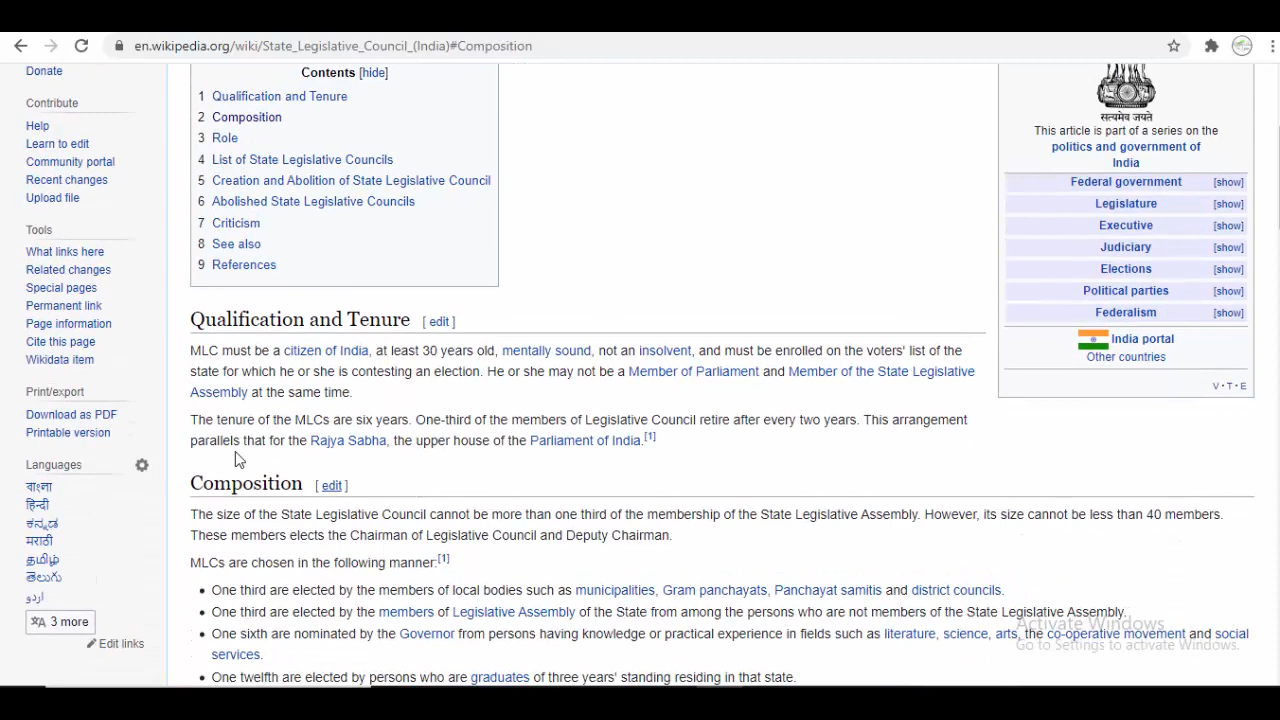 en.wikipedia.org/wiki/State_Legislative_Council_(India)#Composition
Donate
Contribute
Help
Learn to edit
Community portal
Recent changes
Upload file
Tools
What links here
Related changes
Special pages
Permanent link
Page information
Cite this page
Wikidata item
Print/export
Download as PDF
Printable version
Languages
বাংলা
हिन्दी
ಕನ್ನಡ
मराठी
தமிழ்
తెలుగు
اردو
3 more
Edit links
Contents [hide]
1 Qualification and Tenure
2 Composition
3 Role
4 List of State Legislative Councils
5 Creation and Abolition of State Legislative Council
6 Abolished State Legislative Councils
7 Criticism
8 See also
9 References
Qualification and Tenure [ edit ]
MLC must be a citizen of India, at least 30 years old, mentally sound, not an insolvent, and must be enrolled on the voters' list of the
state for which he or she is contesting an election. He or she may not be a Member of Parliament and Member of the State Legislative
Assembly at the same time.
The tenure of the MLCs are six years. One-third of the members of Legislative Council retire after every two years. This arrangement
parallels that for the Rajya Sabha, the upper house of the Parliament of India.[1]
Composition [ edit ]
The size of the State Legislative Council cannot be more than one third of the membership of the State Legislative Assembly. However, its size cannot be less than 40 members.
These members elects the Chairman of Legislative Council and Deputy Chairman.
MLCs are chosen in the following manner:[1]
• One third are elected by the members of local bodies such as municipalities, Gram panchayats, Panchayat samitis and district councils.
• One third are elected by the members of Legislative Assembly of the State from among the persons who are not members of the State Legislative Assembly.
• One sixth are nominated by the Governor from persons having knowledge or practical experience in fields such as literature, science, arts, the co-operative movement and social
services.
• One twelfth are elected by persons who are graduates of three years' standing residing in that state.
सत्यमेव जयते
This article is part of a series on the
politics and government of
India
Federal government [show]
Legislature [show]
Executive [show]
Judiciary [show]
Elections [show]
Political parties [show]
Federalism [show]
India portal
Other countries
V · T · E
Activate Windows
Go to Settings to activate Windows.